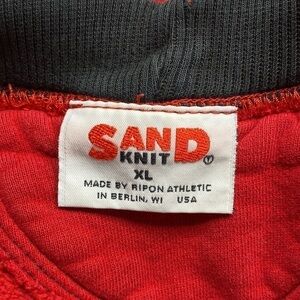 SAND
KNIT
XL
MADE BY RIPON ATHLETIC
IN BERLIN, WI USA